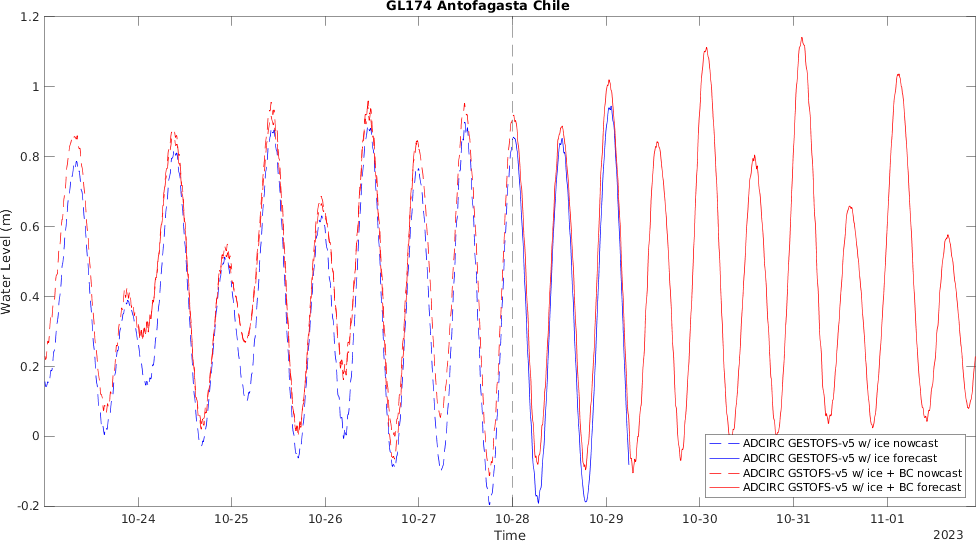 GL174 Antofagasta Chile
1.2
1
0.8
0.6
0.4
0.2
0
-0.2
Water Level (m)
10-24 10-25 10-26 10-27 10-28 10-29 10-30 10-31 11-01
Time
2023
ADCIRC GESTOFS-v5 w/ ice nowcast
ADCIRC GESTOFS-v5 w/ ice forecast
ADCIRC GSTOFS-v5 w/ ice + BC nowcast
ADCIRC GSTOFS-v5 w/ ice + BC forecast